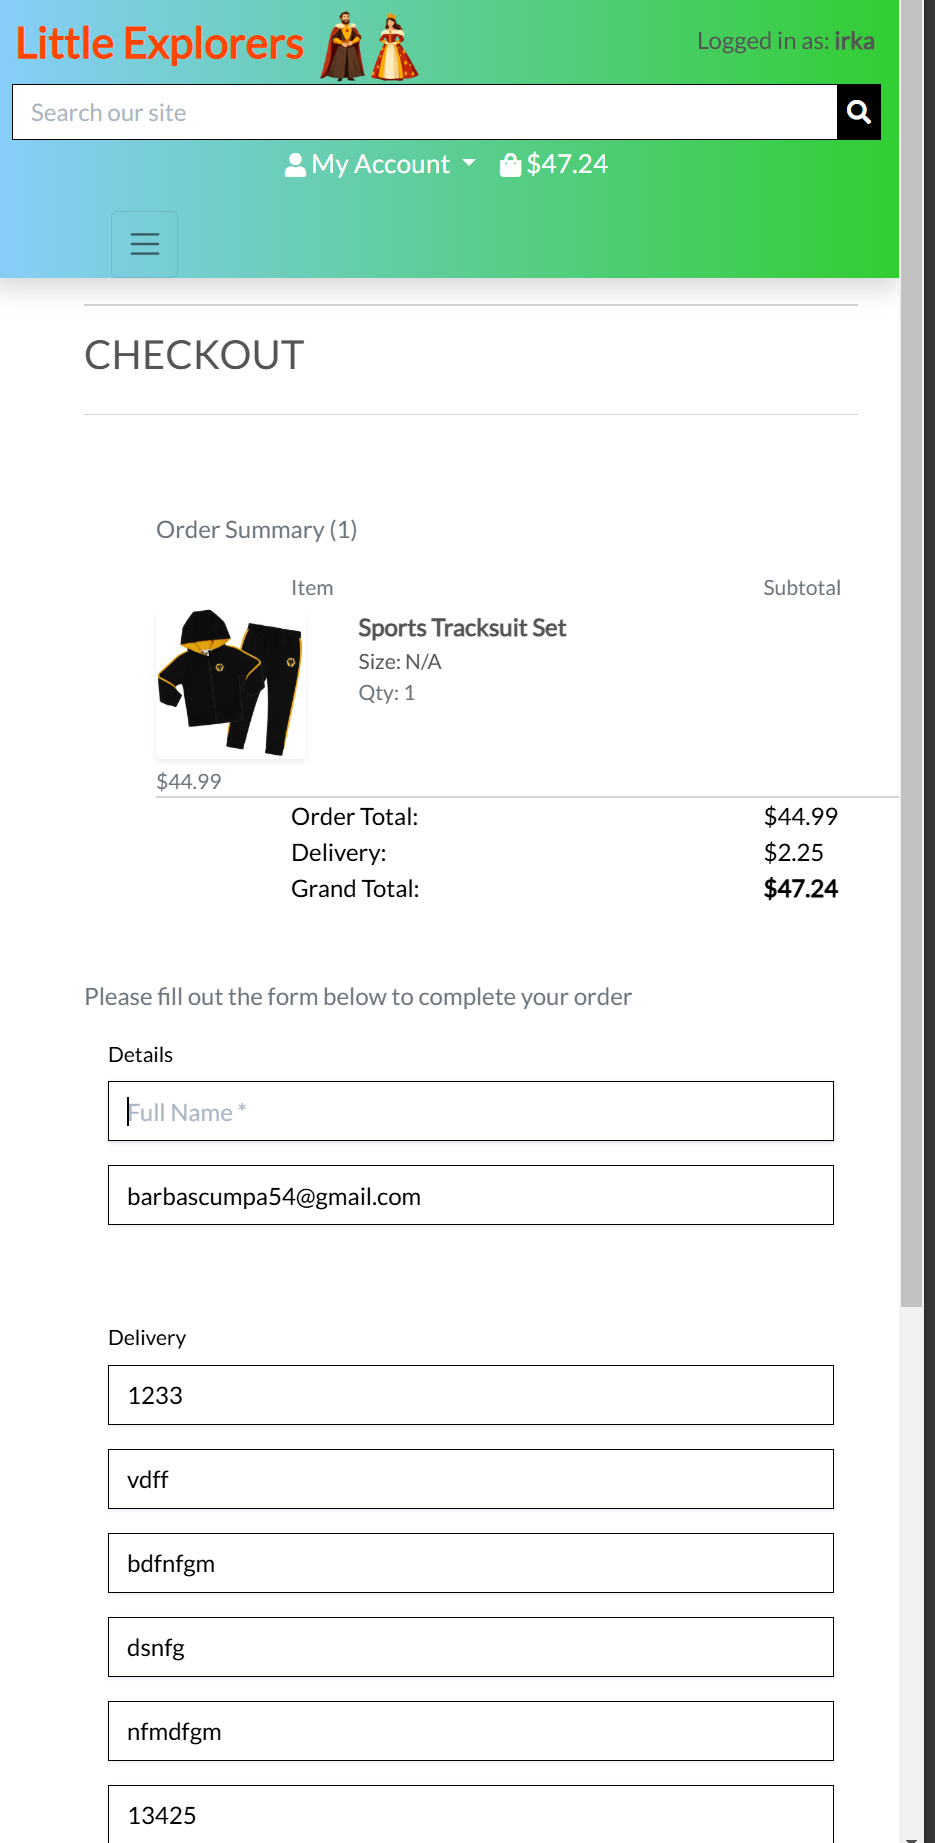 Little Explorers
Logged in as: irka
Search our site
My Account $47.24
CHECKOUT
Order Summary (1)
Item Subtotal
Sports Tracksuit Set
Size: N/A
Qty: 1
$44.99
Order Total: $44.99
Delivery: $2.25
Grand Total: $47.24
Please fill out the form below to complete your order
Details
Full Name *
barbascumpa54@gmail.com
Delivery
1233
vdff
bdfnfgm
dsnfg
nfmdfgm
13425